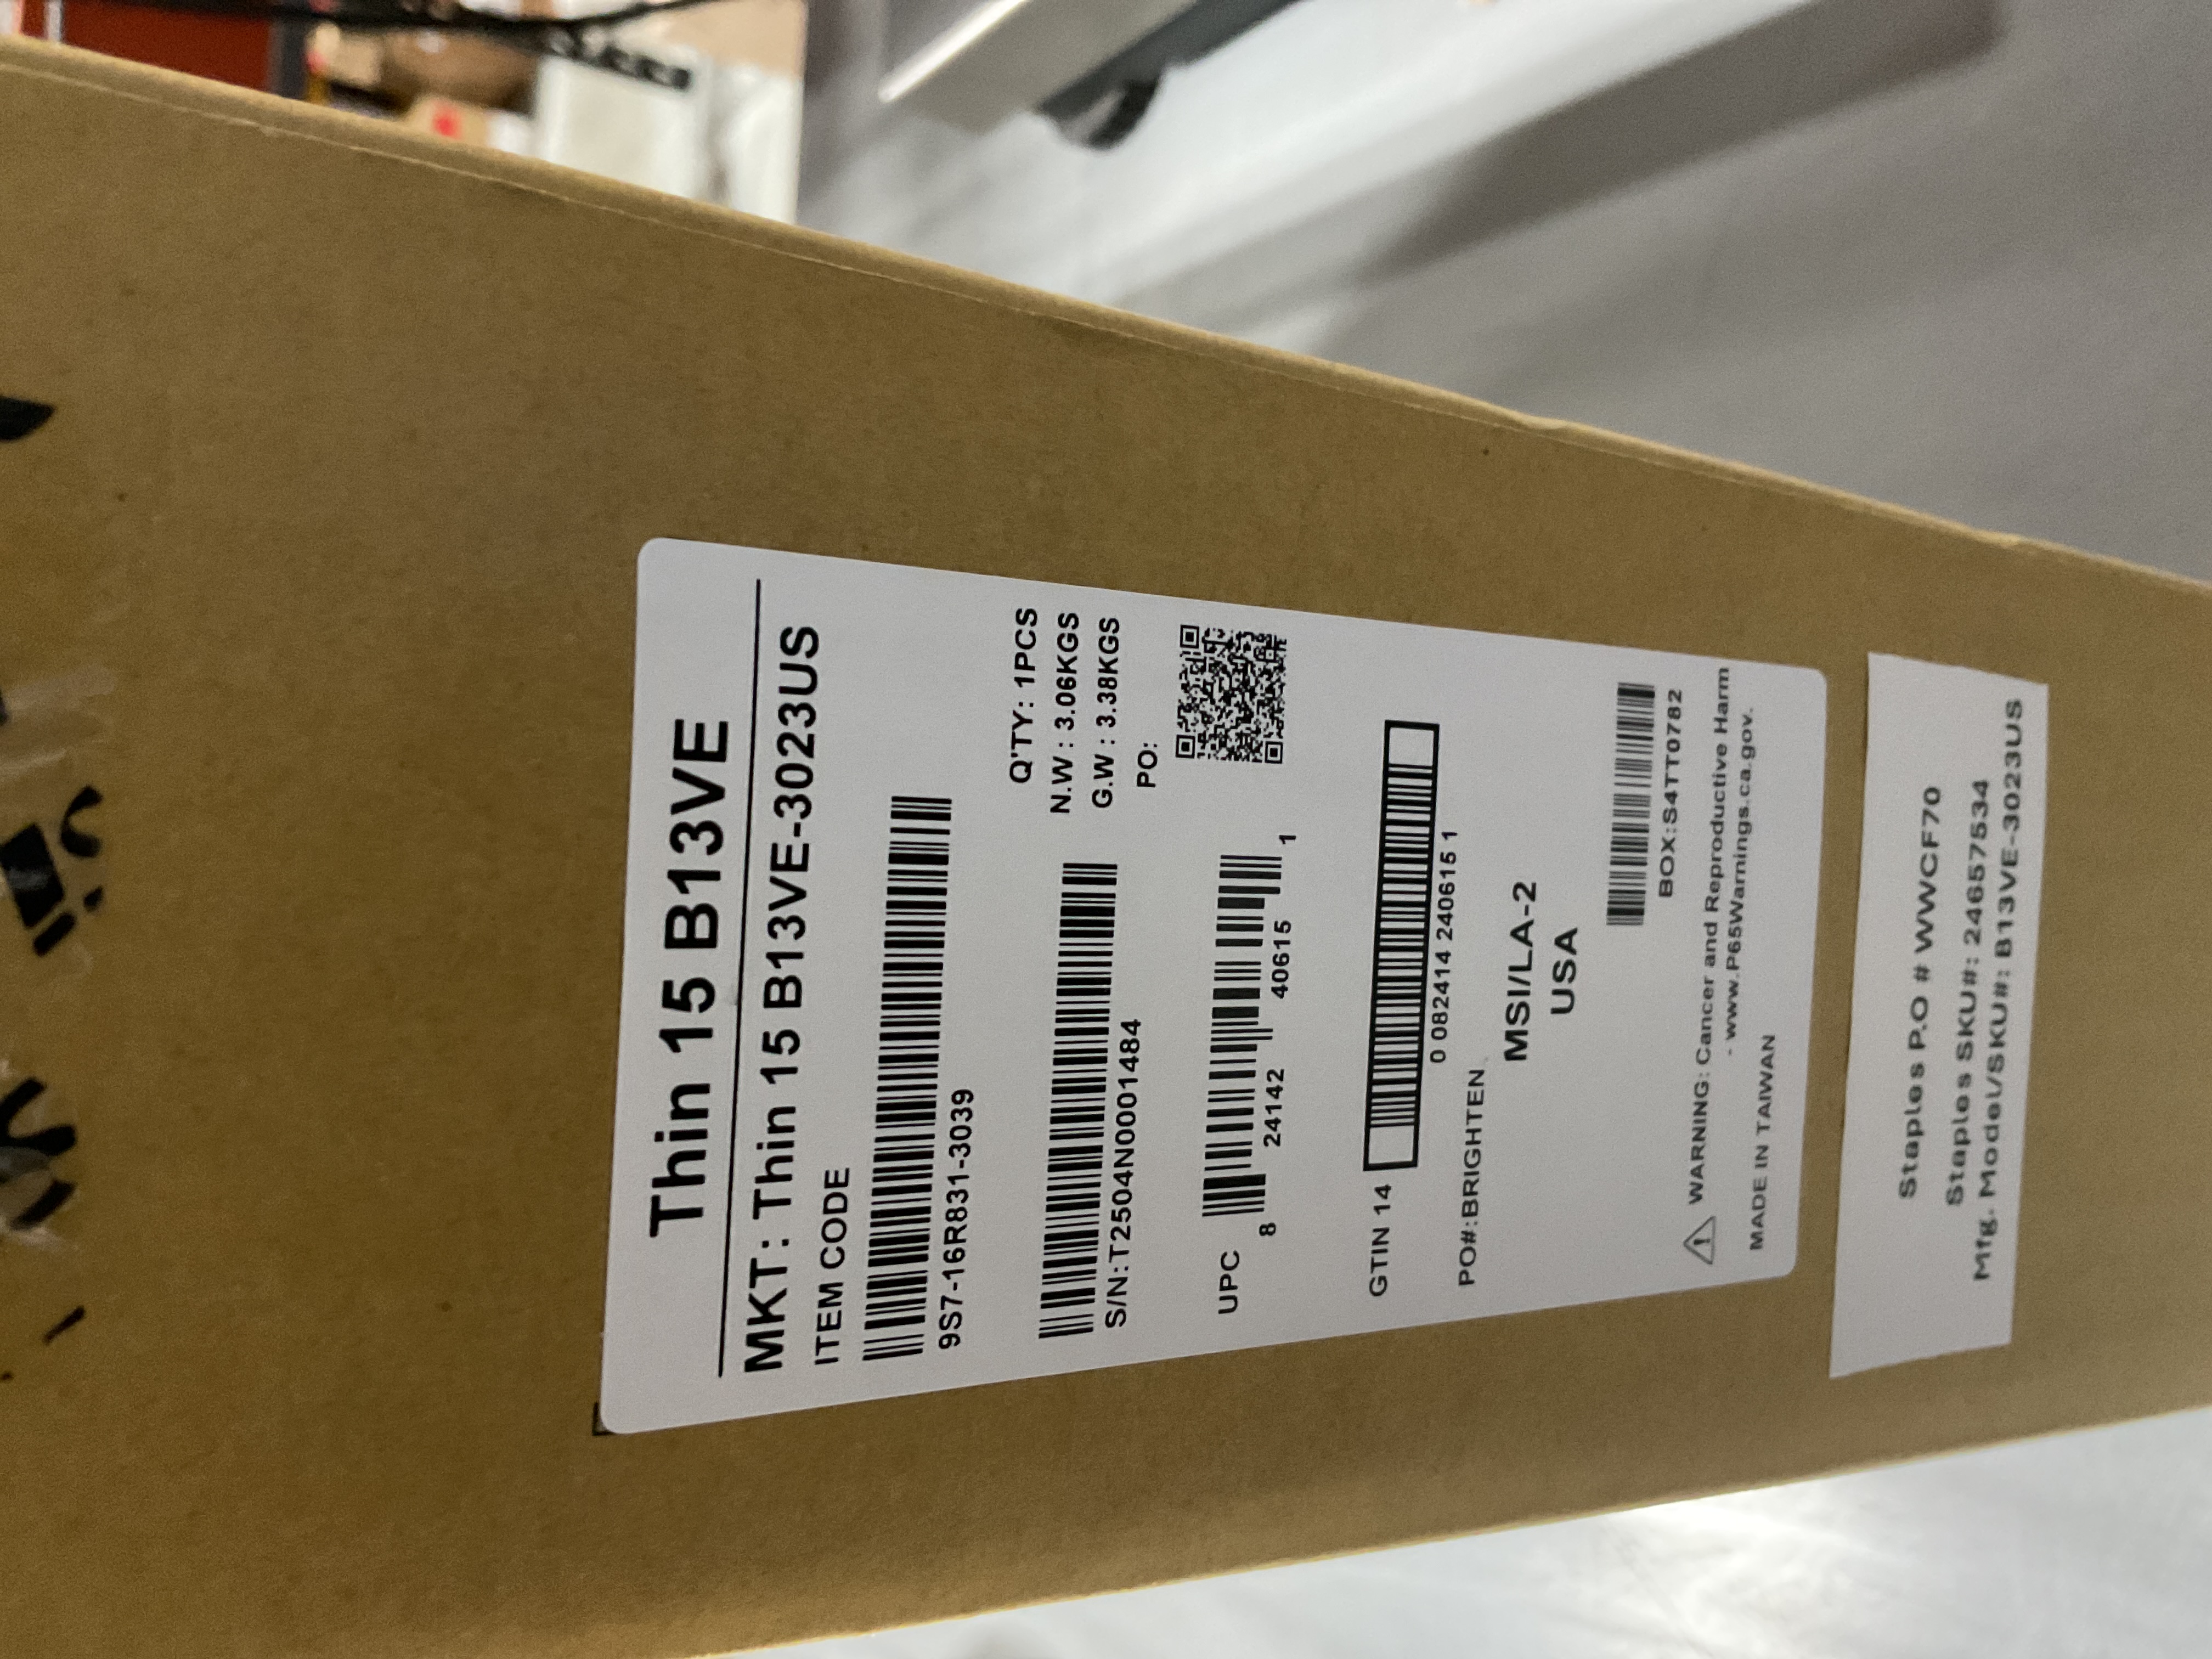 Thin 15 B13VE
MKT: Thin 15 B13VE-3023US
ITEM CODE
9S7-16R831-3039
Q'TY: 1PCS
N.W : 3.06KGS
G.W : 3.38KGS
PO:
S/N:T2504N0001484
UPC
8 24142 40615 1
GTIN 14
0 0824142406151
PO#:BRIGHTEN
MSI/LA-2
USA
BOX:S4TT0782
WARNING: Cancer and Reproductive Harm
- www.P65Warnings.ca.gov.
MADE IN TAIWAN
Staples P.O # WWCF70
Staples SKU#: 24657534
Mfg. Model/SKU#: B13VE-3023US